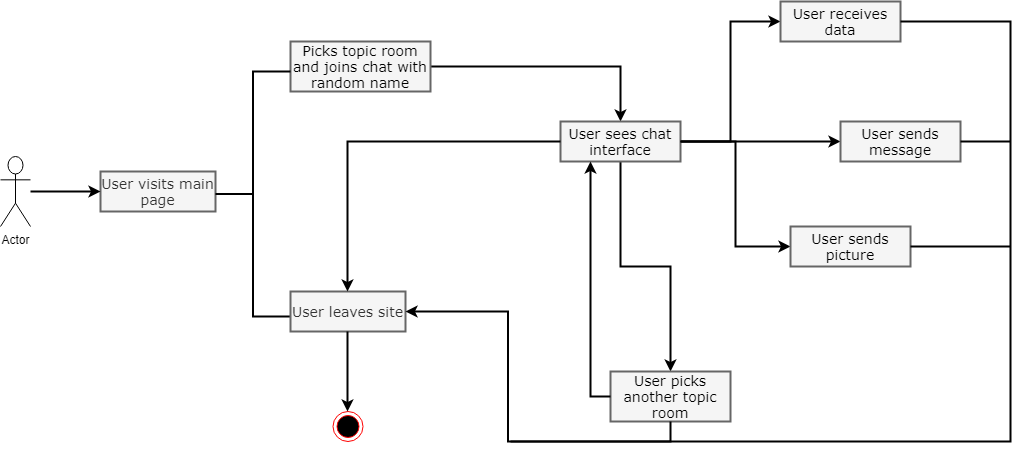 User receives
data
Picks topic room
and joins chat with
random name
User sees chat
interface
User sends
message
User visits main
page
Actor
User sends
picture
User leaves site
User picks
another topic
room